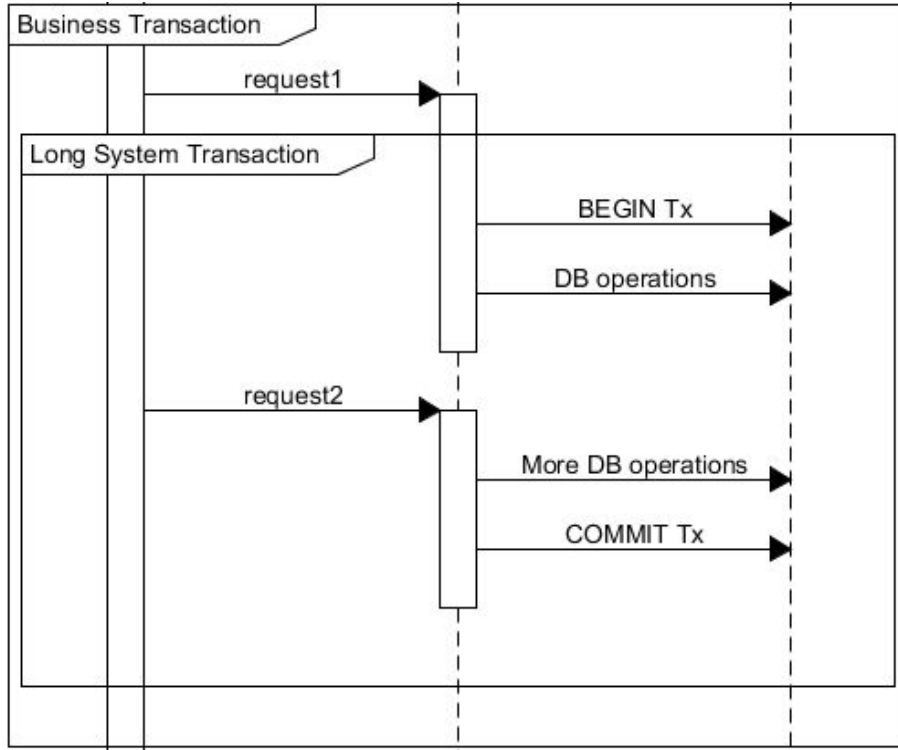 Business Transaction
request1
Long System Transaction
BEGIN Tx
DB operations
request2
More DB operations
COMMIT Tx